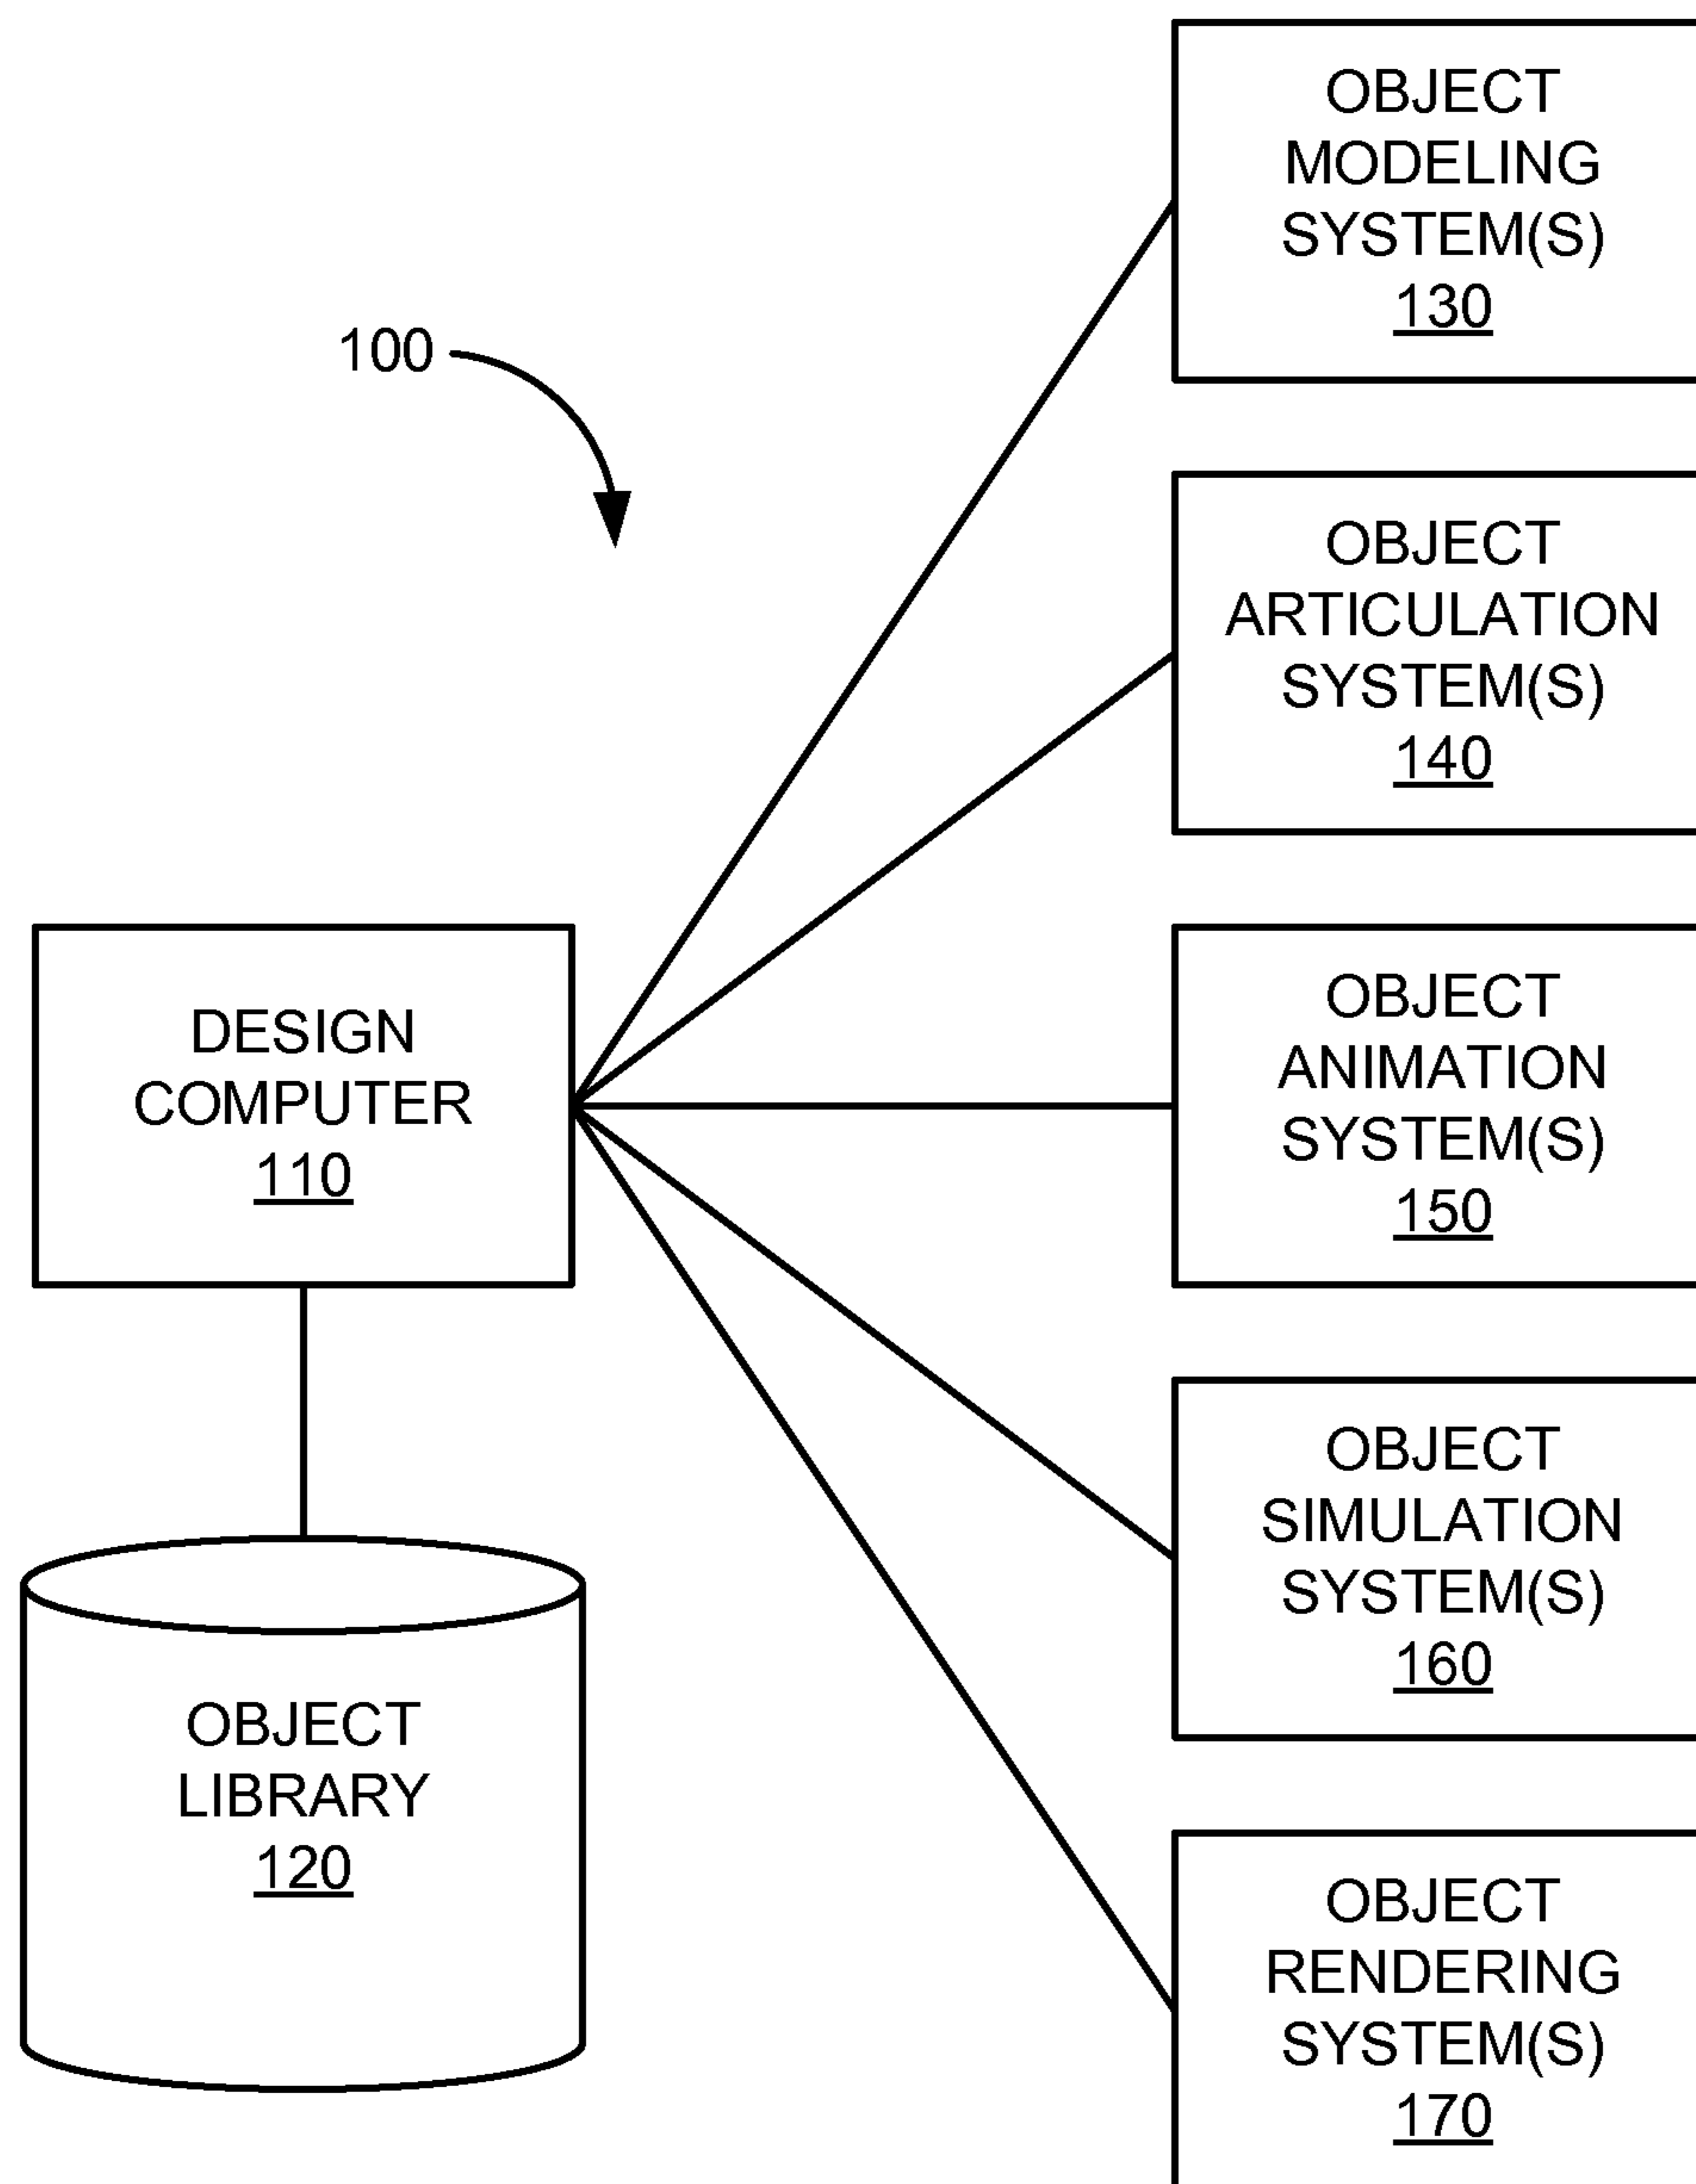 OBJECT
MODELING
SYSTEM(S)
130
100
OBJECT
ARTICULATION
SYSTEM(S)
140
DESIGN
COMPUTER
110
OBJECT
ANIMATION
SYSTEM(S)
150
OBJECT
SIMULATION
SYSTEM(S)
160
OBJECT
LIBRARY
120
OBJECT
RENDERING
SYSTEM(S)
170